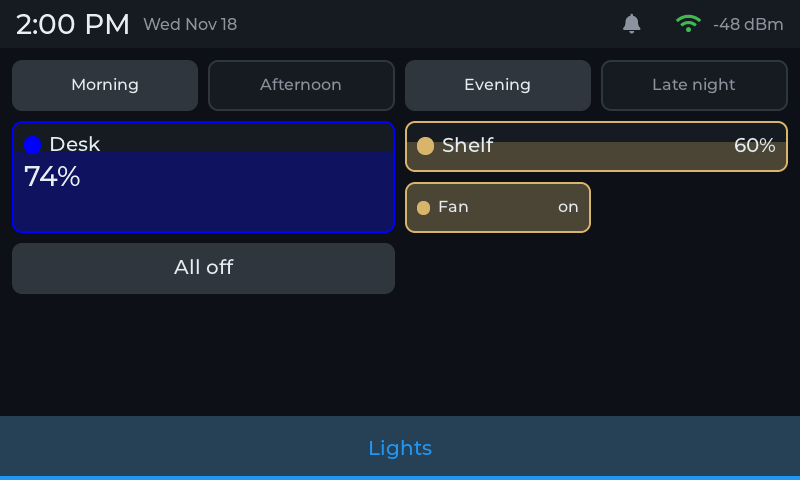 2:00 PM Wed Nov 18 -48 dBm
Morning Afternoon Evening Late night
Desk
74%
Shelf 60%
Fan on
All off
Lights